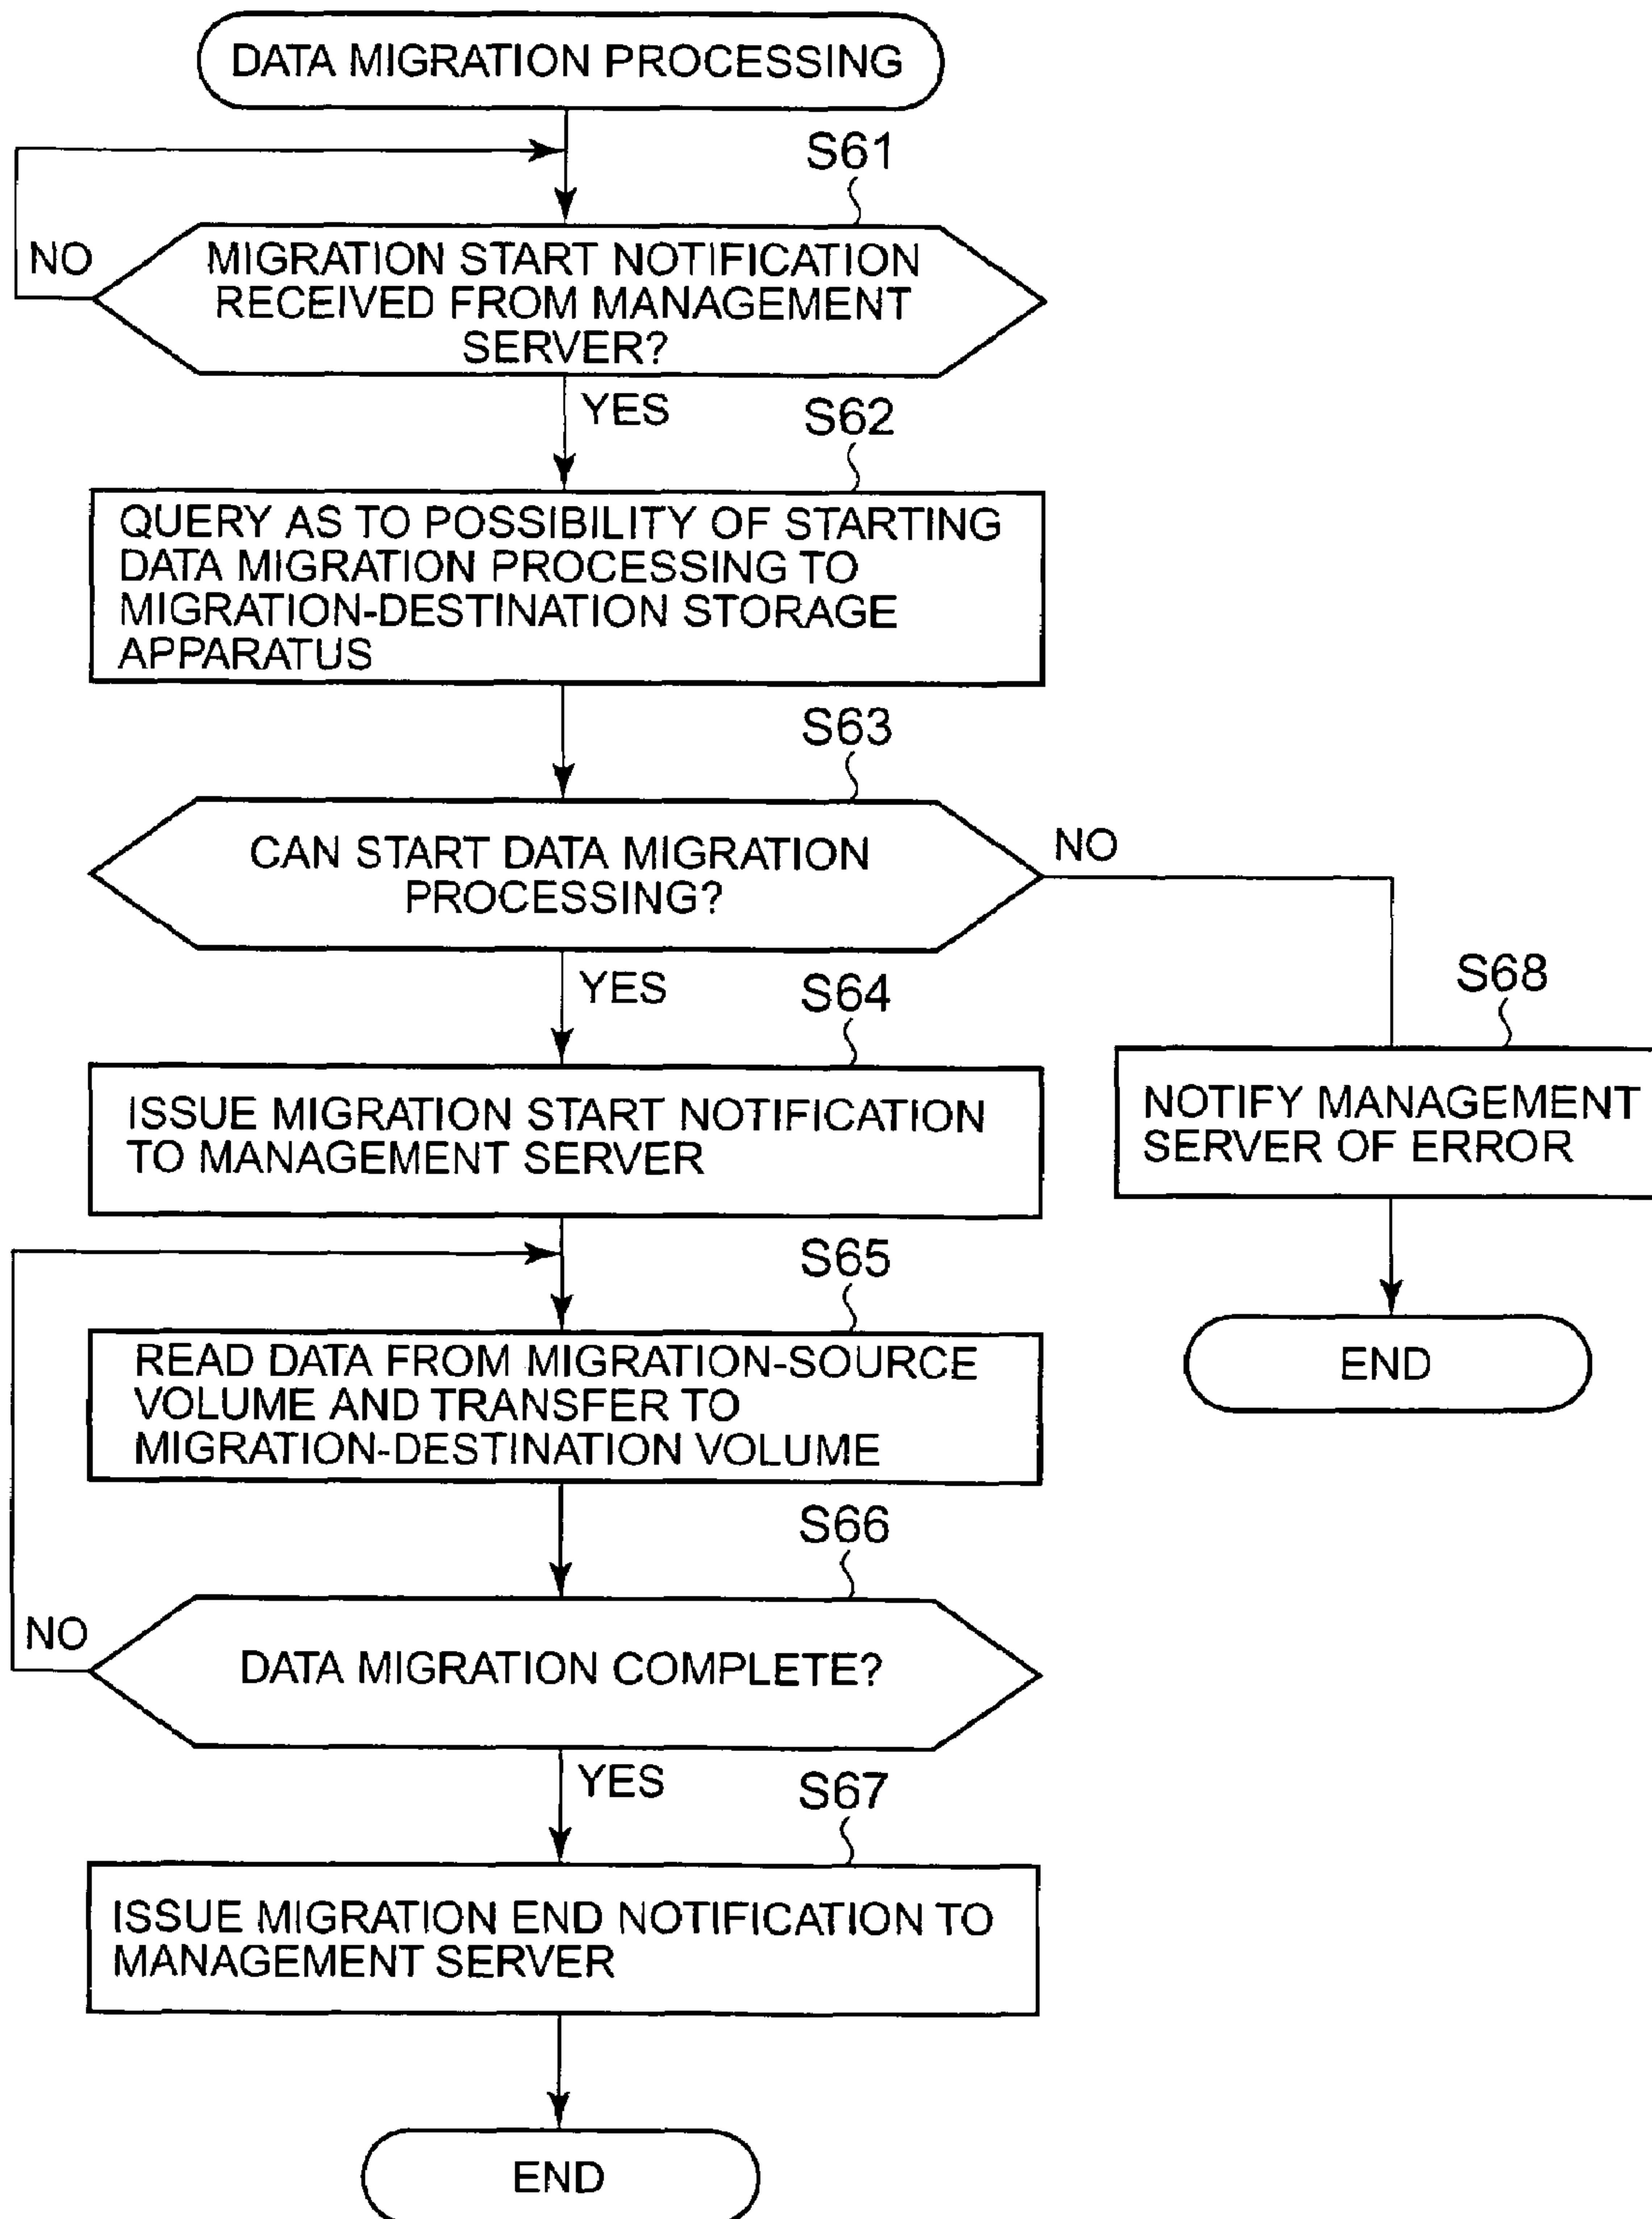 DATA MIGRATION PROCESSING
S61
NO
MIGRATION START NOTIFICATION
RECEIVED FROM MANAGEMENT
SERVER?
YES
S62
QUERY AS TO POSSIBILITY OF STARTING
DATA MIGRATION PROCESSING TO
MIGRATION-DESTINATION STORAGE
APPARATUS
S63
CAN START DATA MIGRATION
PROCESSING?
NO
YES
S64
S68
ISSUE MIGRATION START NOTIFICATION
TO MANAGEMENT SERVER
NOTIFY MANAGEMENT
SERVER OF ERROR
S65
READ DATA FROM MIGRATION-SOURCE
VOLUME AND TRANSFER TO
MIGRATION-DESTINATION VOLUME
END
S66
NO
DATA MIGRATION COMPLETE?
YES
S67
ISSUE MIGRATION END NOTIFICATION TO
MANAGEMENT SERVER
END